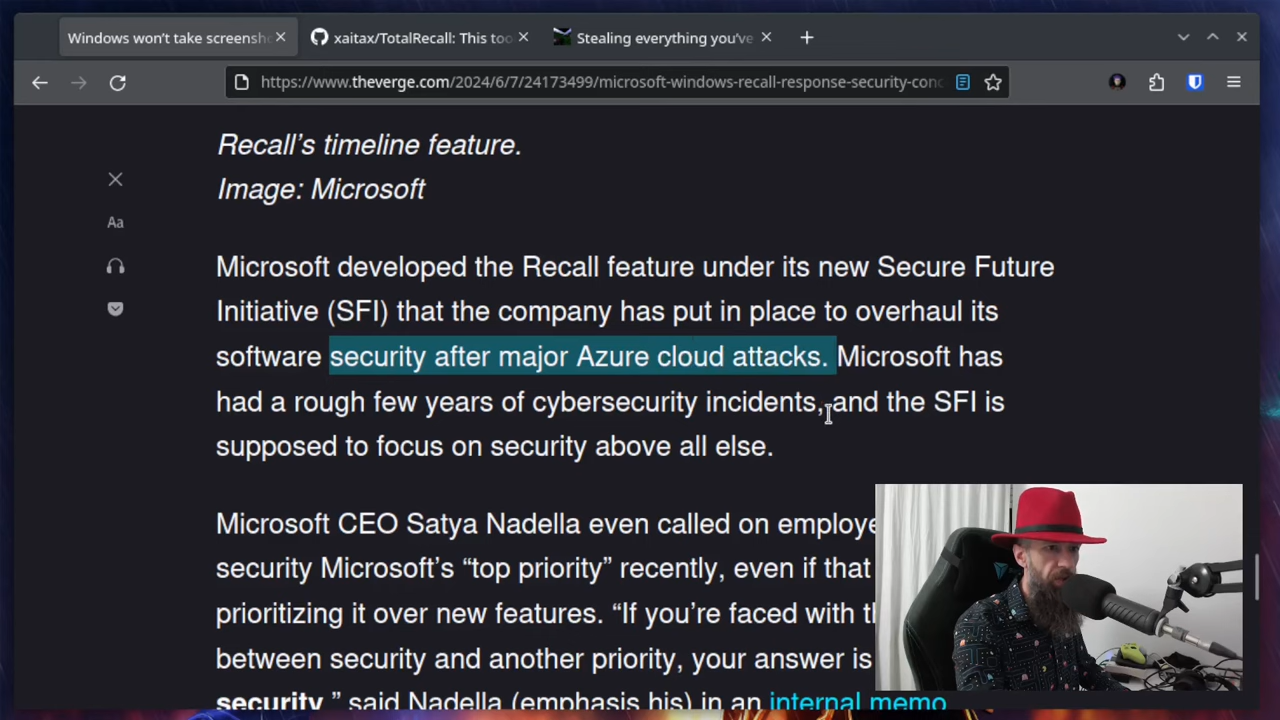 Windows won't take screensh
xaitax/TotalRecall: This too
Stealing everything you've
https://www.theverge.com/2024/6/7/24173499/microsoft-windows-recall-response-security-conc
Recall's timeline feature.
Image: Microsoft
Aa
Microsoft developed the Recall feature under its new Secure Future
Initiative (SFI) that the company has put in place to overhaul its
software security after major Azure cloud attacks. Microsoft has
had a rough few years of cybersecurity incidents, and the SFI is
supposed to focus on security above all else.
Microsoft CEO Satya Nadella even called on employe
security Microsoft's “top priority” recently, even if that
prioritizing it over new features. “If you're faced with th
between security and another priority, your answer is
security,” said Nadella (emphasis his) in an internal memo